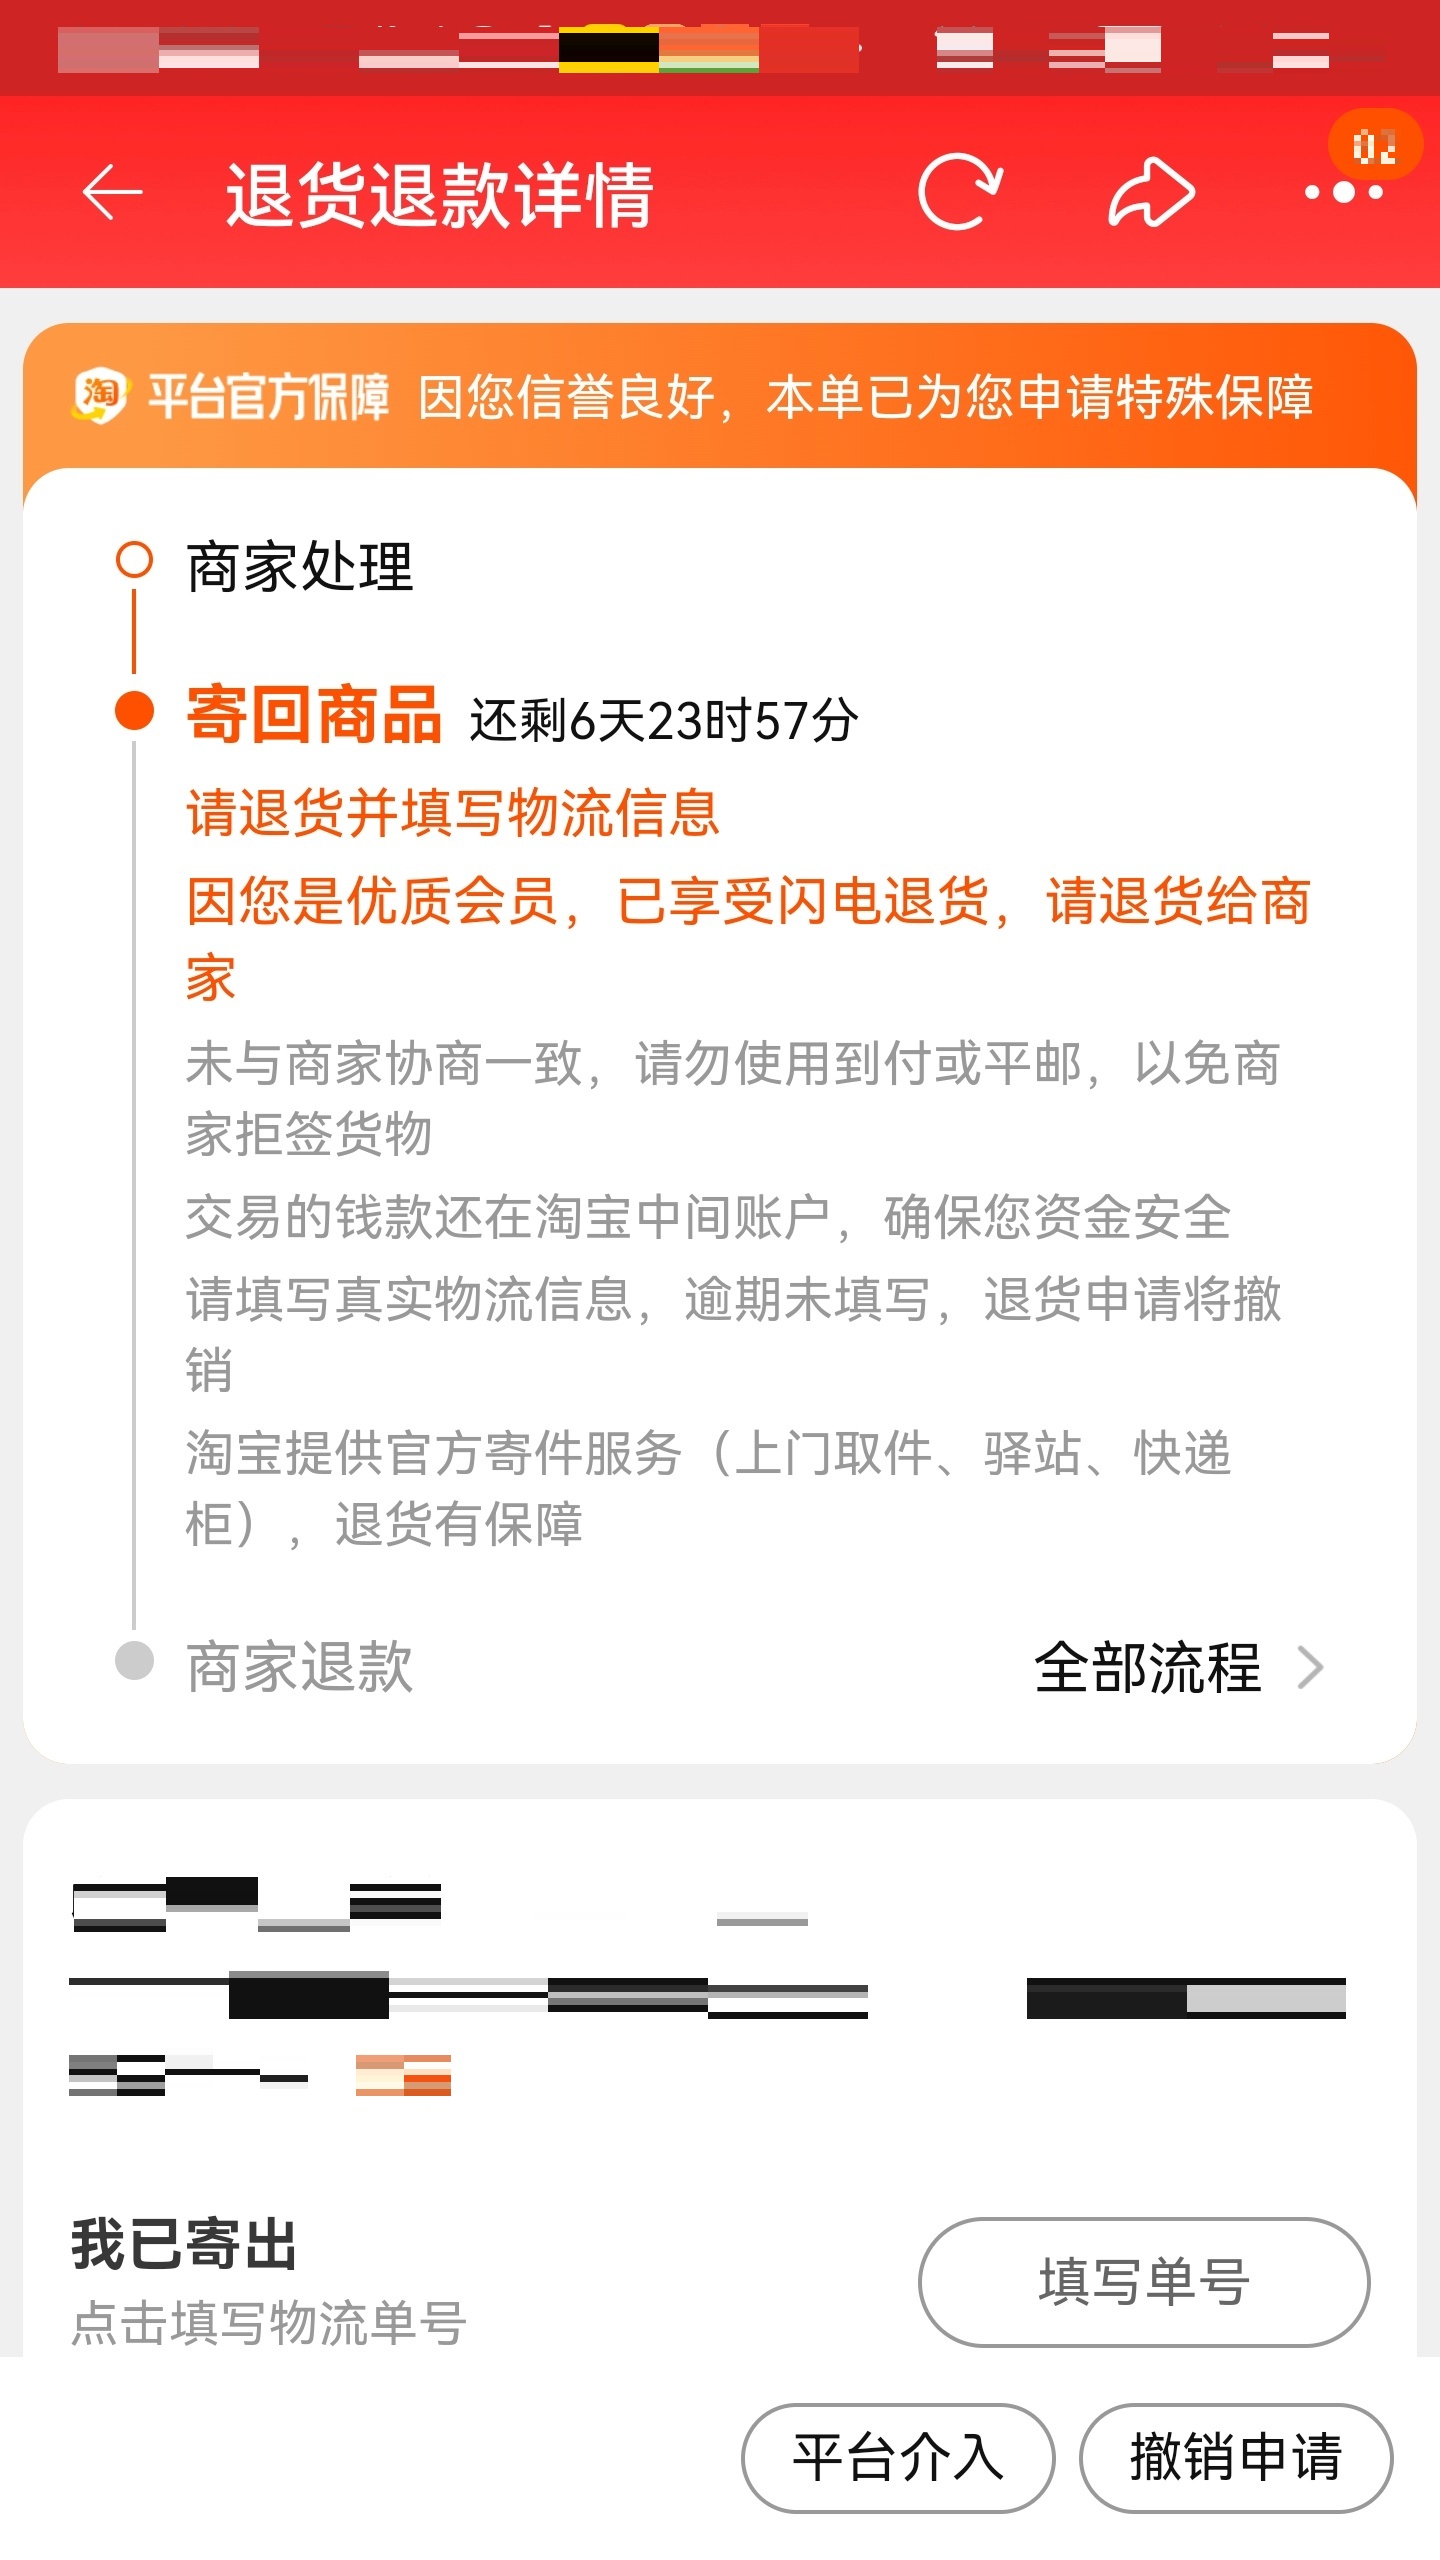 退货退款详情
淘 平台官方保障 因您信誉良好，本单已为您申请特殊保障
商家处理
寄回商品 还剩6天23时57分
请退货并填写物流信息
因您是优质会员，已享受闪电退货，请退货给商
家
未与商家协商一致，请勿使用到付或平邮，以免商
家拒签货物
交易的钱款还在淘宝中间账户，确保您资金安全
请填写真实物流信息，逾期未填写，退货申请将撤
销
淘宝提供官方寄件服务（上门取件、驿站、快递
柜），退货有保障
商家退款 全部流程
我已寄出
填写单号
点击填写物流单号
平台介入 撤销申请